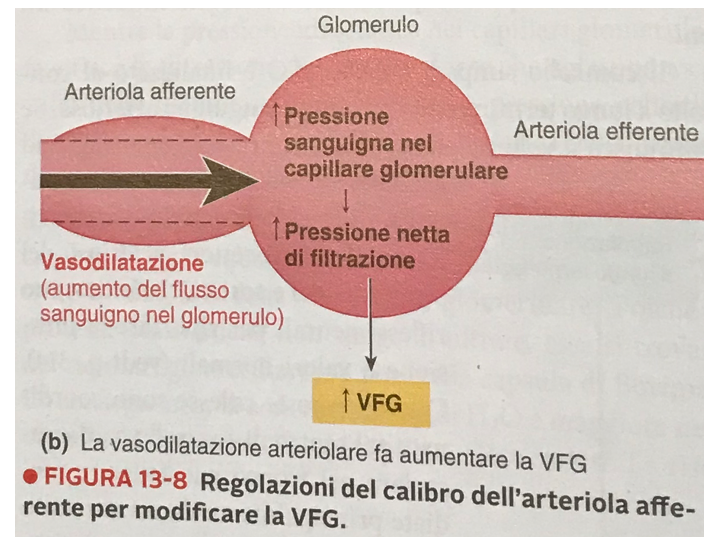 Glomerulo
Arteriola afferente
Arteriola efferente
↑ Pressione
sanguigna nel
capillare glomerulare
↓
↑ Pressione netta
di filtrazione
Vasodilatazione
(aumento del flusso
sanguigno nel glomerulo)
↑ VFG
(b) La vasodilatazione arteriolare fa aumentare la VFG
● FIGURA 13-8 Regolazioni del calibro dell'arteriola affe-
rente per modificare la VFG.